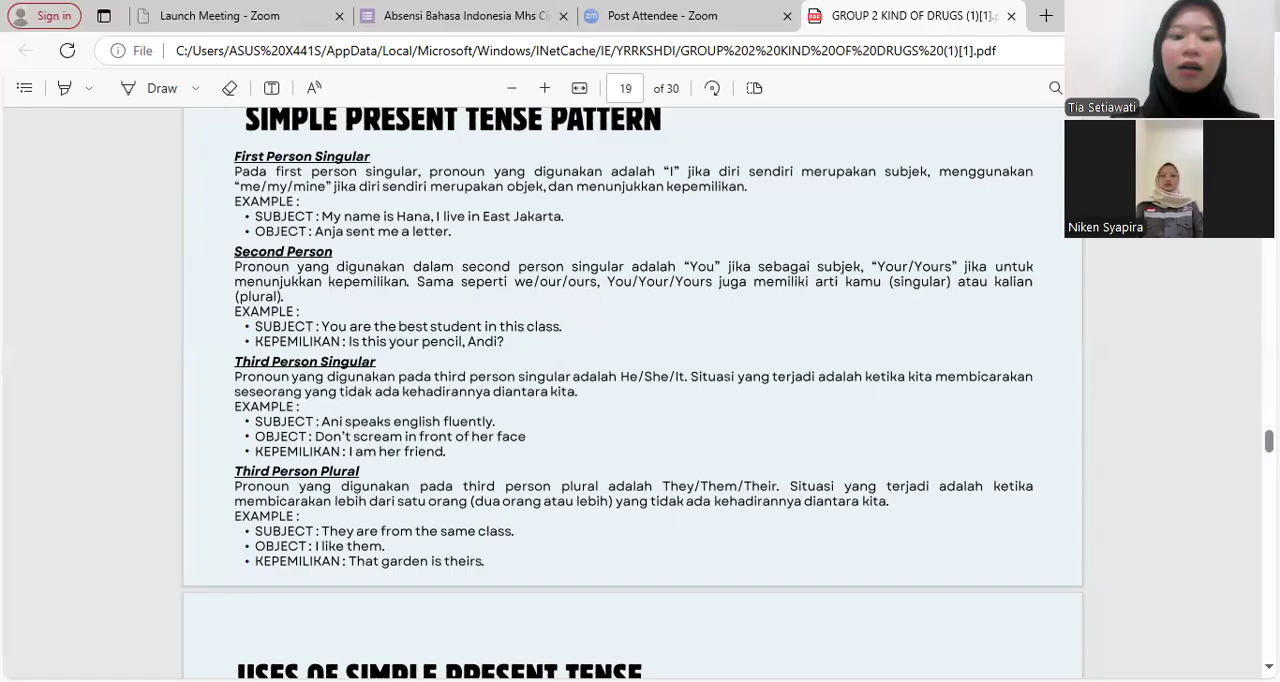 Sign in
Launch Meeting - Zoom
Absensi Bahasa Indonesia Mhs Ci
Post Attendee - Zoom
GROUP 2 KIND OF DRUGS (1)[1].p
File
C:/Users/ASUS%20X441S/AppData/Local/Microsoft/Windows/INetCache/IE/YRRKSHDI/GROUP%202%20KIND%20OF%20DRUGS%20(1)[1].pdf
Draw
19 of 30
Tia Setiawati
Niken Syapira
SIMPLE PRESENT TENSE PATTERN
First Person Singular
Pada first person singular, pronoun yang digunakan adalah “I” jika diri sendiri merupakan subjek, menggunakan
“me/my/mine” jika diri sendiri merupakan objek, dan menunjukkan kepemilikan.
EXAMPLE :
• SUBJECT : My name is Hana, I live in East Jakarta.
• OBJECT : Anja sent me a letter.
Second Person
Pronoun yang digunakan dalam second person singular adalah “You” jika sebagai subjek, “Your/Yours” jika untuk
menunjukkan kepemilikan. Sama seperti we/our/ours, You/Your/Yours juga memiliki arti kamu (singular) atau kalian
(plural).
EXAMPLE :
• SUBJECT : You are the best student in this class.
• KEPEMILIKAN : Is this your pencil, Andi?
Third Person Singular
Pronoun yang digunakan pada third person singular adalah He/She/It. Situasi yang terjadi adalah ketika kita membicarakan
seseorang yang tidak ada kehadirannya diantara kita.
EXAMPLE :
• SUBJECT : Ani speaks english fluently.
• OBJECT : Don’t scream in front of her face
• KEPEMILIKAN : I am her friend.
Third Person Plural
Pronoun yang digunakan pada third person plural adalah They/Them/Their. Situasi yang terjadi adalah ketika
membicarakan lebih dari satu orang (dua orang atau lebih) yang tidak ada kehadirannya diantara kita.
EXAMPLE :
• SUBJECT : They are from the same class.
• OBJECT : I like them.
• KEPEMILIKAN : That garden is theirs.
USES OF SIMPLE PRESENT TENSE